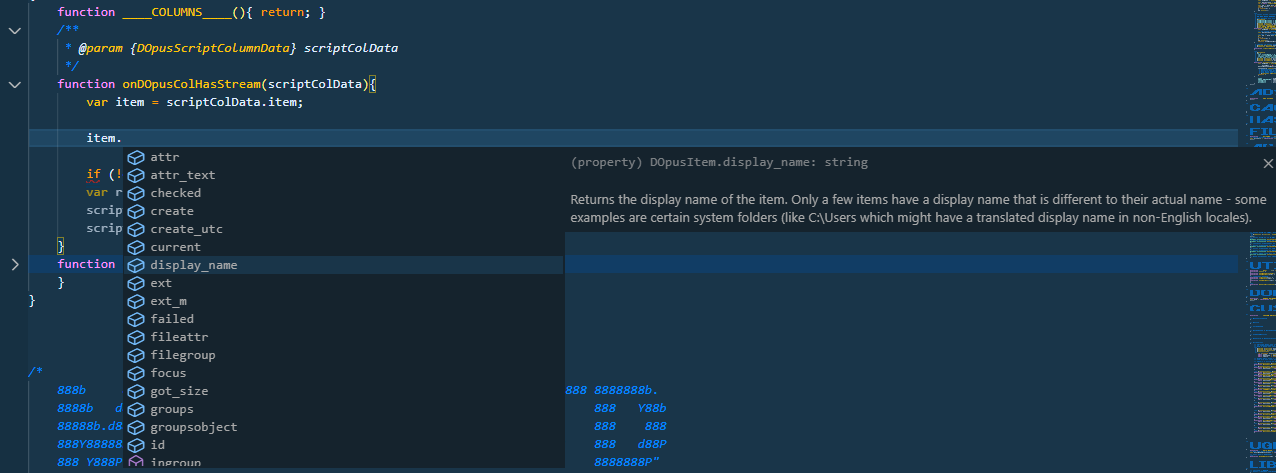 function ____COLUMNS____(){ return; }
/**
* @param {DOpusScriptColumnData} scriptColData
*/
function onDOpusColHasStream(scriptColData){
var item = scriptColData.item;
item.
attr
(property) DOpusItem.display_name: string
if (!
attr_text
var r
checked
Returns the display name of the item. Only a few items have a display name that is different to their actual name - some
script
create
examples are certain system folders (like C:\Users which might have a translated display name in non-English locales).
script
create_utc
}
current
function
display_name
}
ext
}
ext_m
failed
fileattr
filegroup
/*
focus
888b
got_size
888 8888888b.
8888b d
groups
888 Y88b
88888b.d8
groupsobject
888 888
888Y88888
id
888 d88P
888 Y888P
ingroup
8888888P"